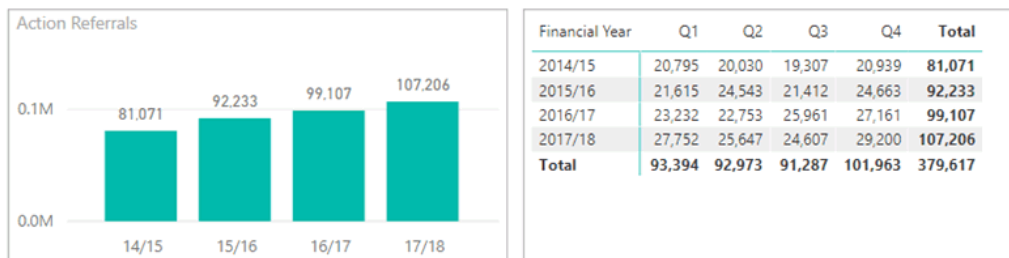 Action Referrals
0.1M
0.0M
81,071
92,233
99,107
107,206
14/15
15/16
16/17
17/18
Financial Year Q1 Q2 Q3 Q4 Total
2014/15 20,795 20,030 19,307 20,939 81,071
2015/16 21,615 24,543 21,412 24,663 92,233
2016/17 23,232 22,753 25,961 27,161 99,107
2017/18 27,752 25,647 24,607 29,200 107,206
Total 93,394 92,973 91,287 101,963 379,617